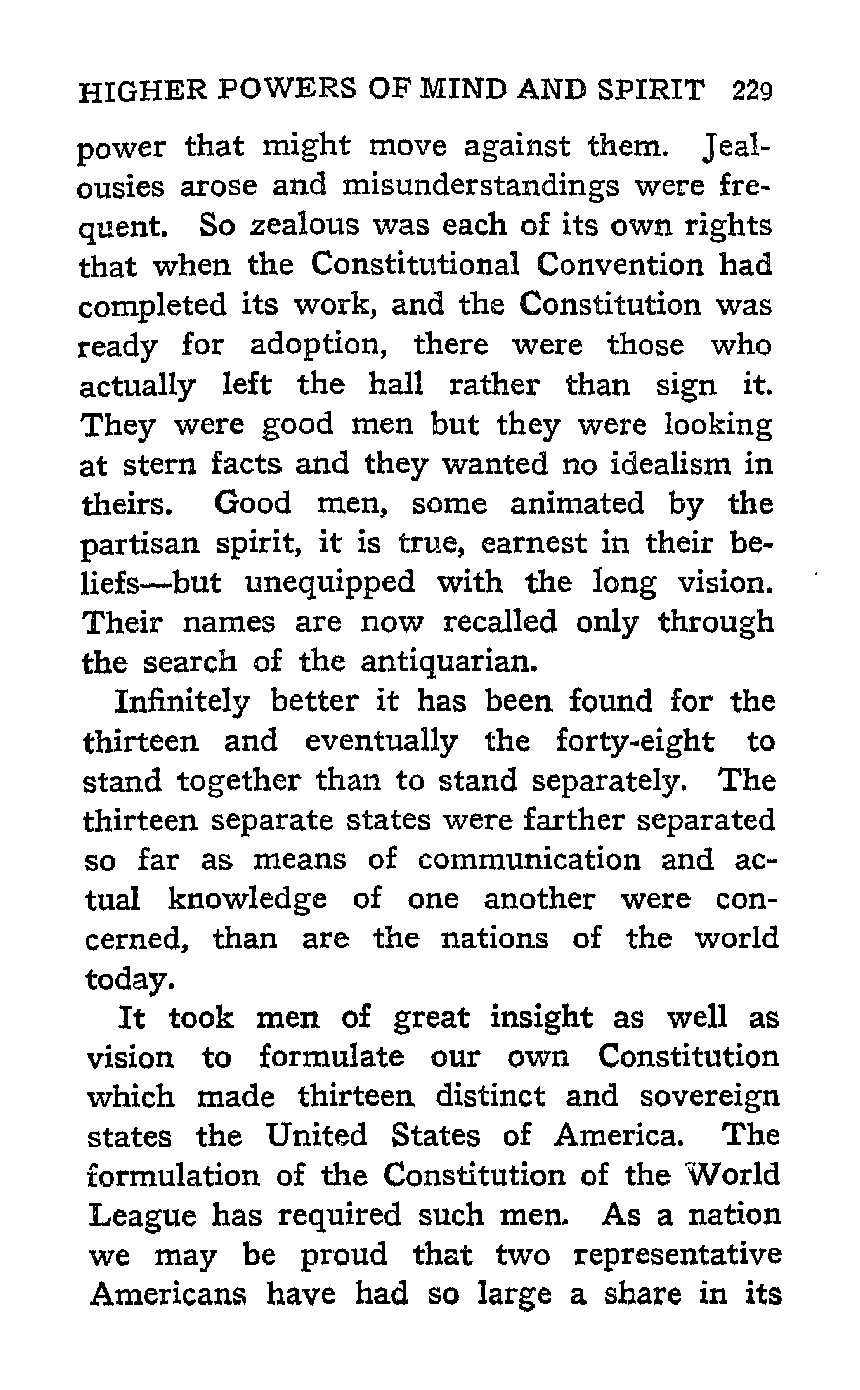 HIGHER POWERS OF MIND AND SPIRIT 229
power that might move against them. Jeal-
ousies arose and misunderstandings were fre-
quent. So zealous was each of its own rights
that when the Constitutional Convention had
completed its work, and the Constitution was
ready for adoption, there were those who
actually left the hall rather than sign it.
They were good men but they were looking
at stern facts and they wanted no idealism in
theirs. Good men, some animated by the
partisan spirit, it is true, earnest in their be-
liefs—but unequipped with the long vision.
Their names are now recalled only through
the search of the antiquarian.
Infinitely better it has been found for the
thirteen and eventually the forty-eight to
stand together than to stand separately. The
thirteen separate states were farther separated
so far as means of communication and ac-
tual knowledge of one another were con-
cerned, than are the nations of the world
today.
It took men of great insight as well as
vision to formulate our own Constitution
which made thirteen distinct and sovereign
states the United States of America. The
formulation of the Constitution of the World
League has required such men. As a nation
we may be proud that two representative
Americans have had so large a share in its